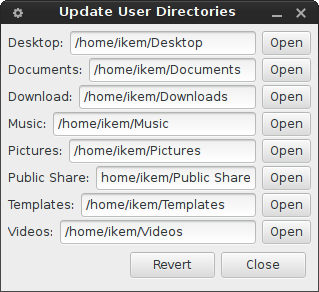 Update User Directories
Desktop: /home/ikem/Desktop Open
Documents: /home/ikem/Documents Open
Download: /home/ikem/Downloads Open
Music: /home/ikem/Music Open
Pictures: /home/ikem/Pictures Open
Public Share: home/ikem/Public Share Open
Templates: /home/ikem/Templates Open
Videos: /home/ikem/Videos Open
Revert Close